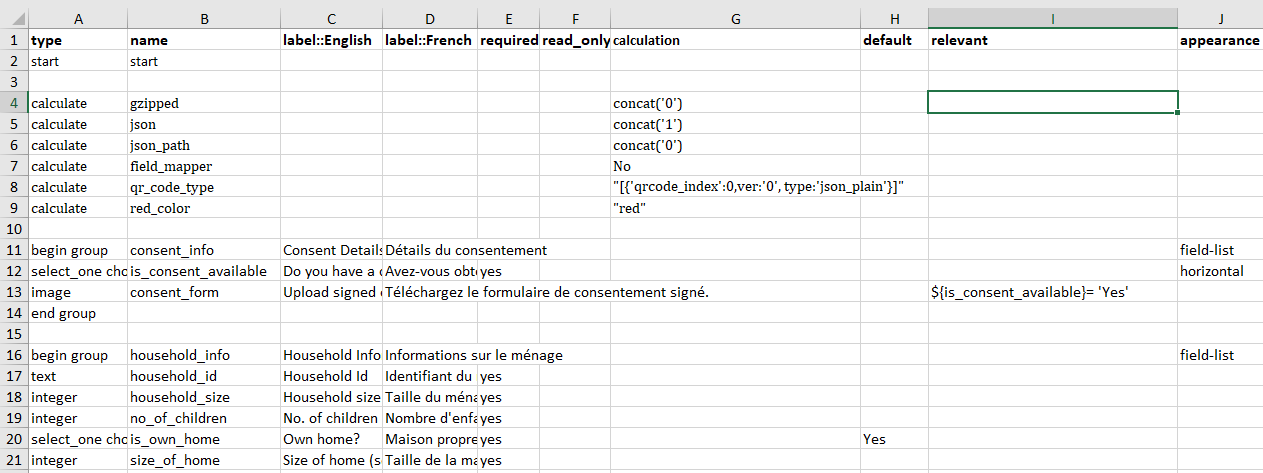 A B C D E F G H I J
1 type name label::English label::French required read_only calculation default relevant appearance
2 start start
3
4 calculate gzipped concat('0')
5 calculate json concat('1')
6 calculate json_path concat('0')
7 calculate field_mapper No
8 calculate qr_code_type "[{'qrcode_index':0,ver:'0', type:'json_plain'}]"
9 calculate red_color "red"
10
11 begin group consent_info Consent Details Détails du consentement field-list
12 select_one cho is_consent_available Do you have a Avez-vous obt yes horizontal
13 image consent_form Upload signed Téléchargez le formulaire de consentement signé. ${is_consent_available}= 'Yes'
14 end group
15
16 begin group household_info Household Info Informations sur le ménage field-list
17 text household_id Household Id Identifiant du yes
18 integer household_size Household size Taille du ména yes
19 integer no_of_children No. of children Nombre d'enfa yes
20 select_one cho is_own_home Own home? Maison propre yes Yes
21 integer size_of_home Size of home (s Taille de la ma yes